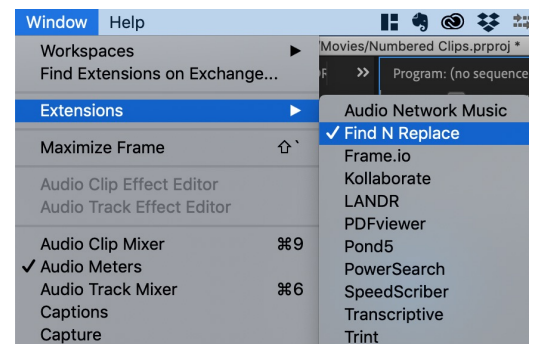 Window Help
Workspaces
Find Extensions on Exchange...
Extensions
Maximize Frame ⇧`
Audio Clip Effect Editor
Audio Track Effect Editor
Audio Clip Mixer ⌘9
✓ Audio Meters
Audio Track Mixer ⌘6
Captions
Capture
Movies/Numbered Clips.prproj *
Program: (no sequence
Audio Network Music
✓ Find N Replace
Frame.io
Kollaborate
LANDR
PDFviewer
Pond5
PowerSearch
SpeedScriber
Transcriptive
Trint